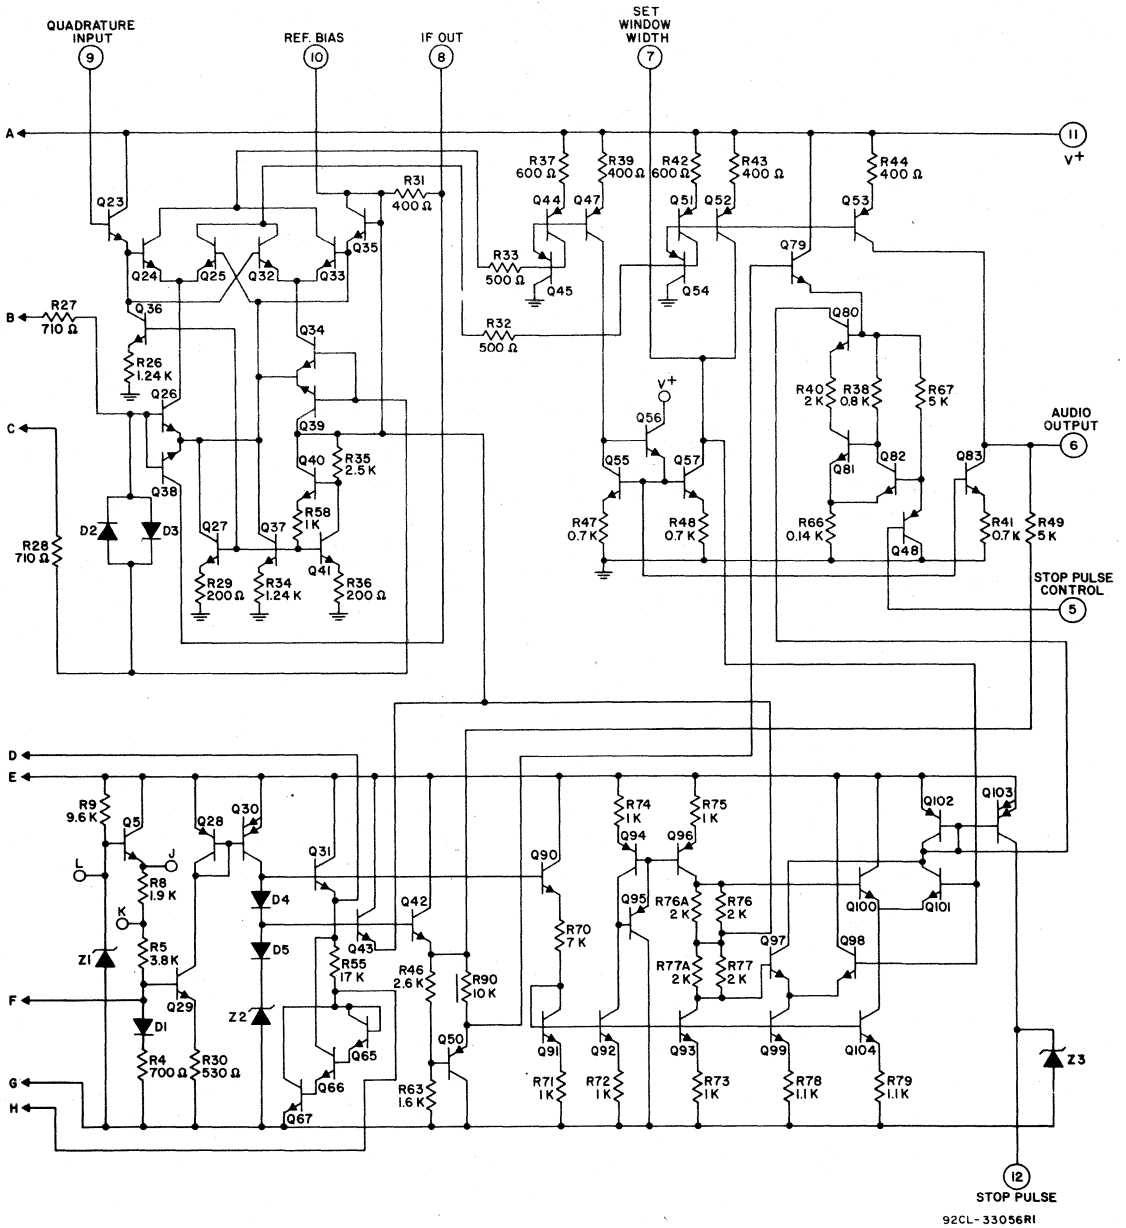 QUADRATURE
INPUT
9
REF. BIAS
10
IF OUT
8
SET
WINDOW
WIDTH
7
A
11
V+
R37
600 Ω
R39
400 Ω
R42
600 Ω
R43
400 Ω
R44
400 Ω
R31
400 Ω
Q23
Q44
Q47
Q51
Q52
Q53
Q35
Q79
Q24
Q25
Q32
Q33
R33
500 Ω
Q45
Q54
B
R27
710 Ω
Q36
Q34
R32
500 Ω
Q80
R26
1.24 K
Q26
R40
2 K
R38
0.8K
R67
5 K
V+
C
Q39
Q56
AUDIO
OUTPUT
6
Q38
Q40
R35
2.5 K
Q55
Q57
Q81
Q82
Q83
D2
D3
Q27
R58
1 K
Q37
R47
0.7 K
R48
0.7 K
R66
0.14 K
Q48
R41
0.7 K
R49
5 K
R28
710 Ω
R29
200 Ω
R34
1.24 K
Q41
R36
200 Ω
STOP PULSE
CONTROL
5
D
E
R9
9.6 K
Q5
Q28
Q30
Q31
R74
1 K
R75
1 K
Q102
Q103
L
J
R8
1.9 K
Q90
Q94
Q96
K
D4
Q43
Q42
Q95
R76A
2 K
R76
2 K
Q100
Q101
R5
3.8 K
Z1
D5
R55
17 K
R46
2.6 K
R90
10 K
R70
7 K
R77A
2 K
R77
2 K
Q97
Q98
F
Q29
D1
Z2
Q65
Q50
Q91
Q92
Q93
Q99
Q104
R4
700 Ω
R30
530 Ω
Q66
Z3
G
H
Q67
R63
1.6 K
R71
1 K
R72
1 K
R73
1 K
R78
1.1 K
R79
1.1 K
12
STOP PULSE
92CL-33056R1